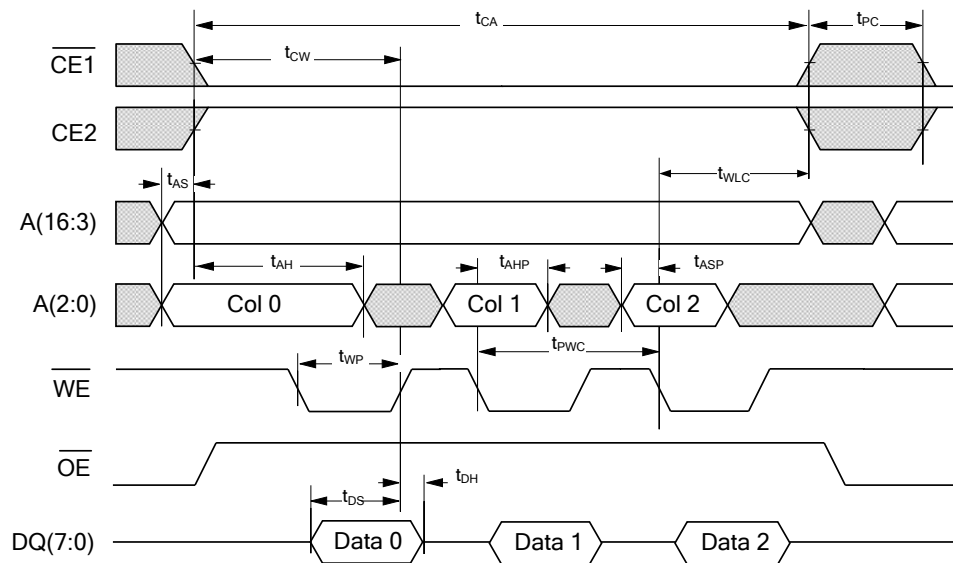 tCA
tPC
CE1
tCW
CE2
tAS
tWLC
A(16:3)
tAH
tAHP
tASP
A(2:0)
Col 0
Col 1
Col 2
tWP
tPWC
WE
OE
tDS
tDH
DQ(7:0)
Data 0
Data 1
Data 2